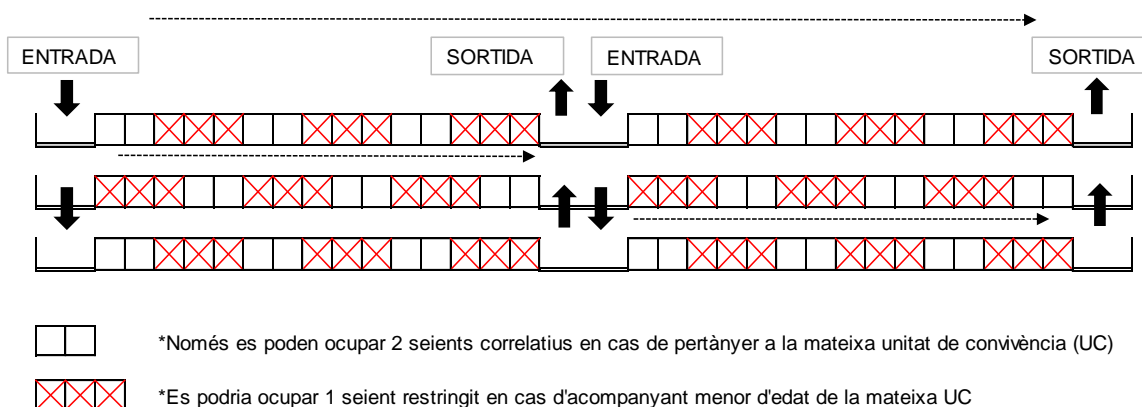 ENTRADA
SORTIDA
ENTRADA
SORTIDA
*Només es poden ocupar 2 seients correlatius en cas de pertànyer a la mateixa unitat de convivència (UC)
*Es podria ocupar 1 seient restringit en cas d'acompanyant menor d'edat de la mateixa UC